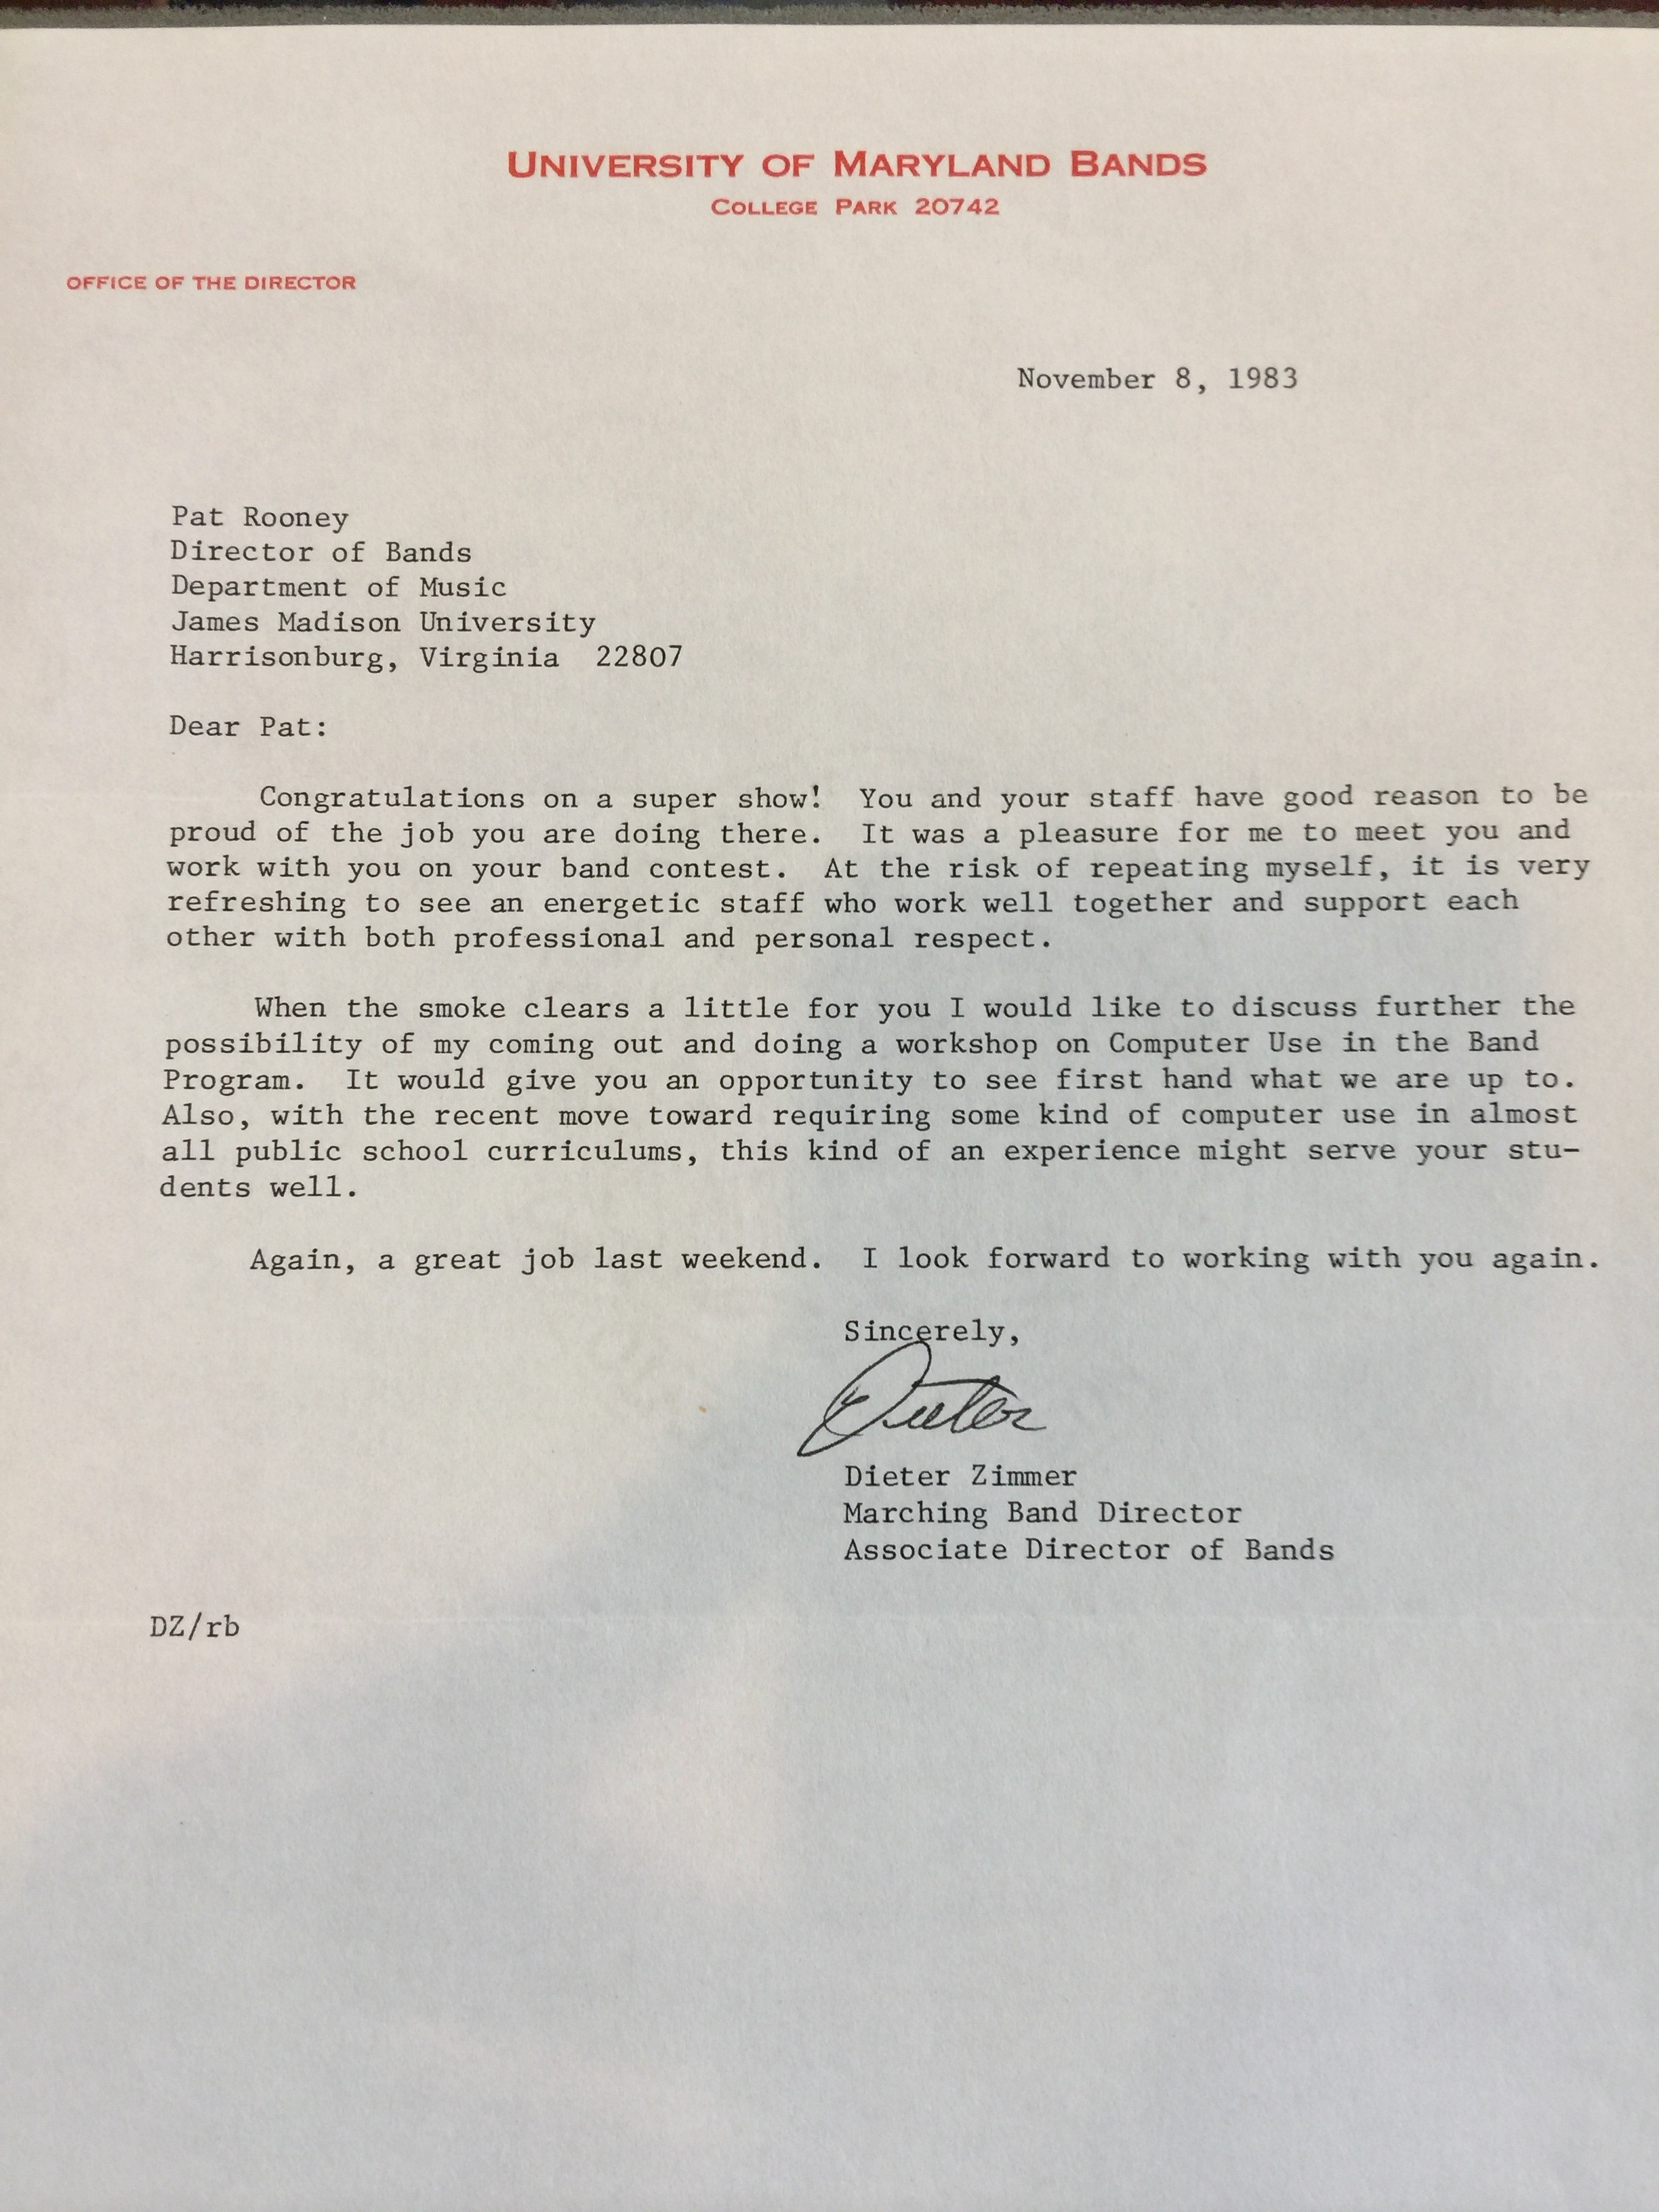 University of Maryland Bands
College Park 20742
OFFICE OF THE DIRECTOR
November 8, 1983
Pat Rooney
Director of Bands
Department of Music
James Madison University
Harrisonburg, Virginia  22807
Dear Pat:
Congratulations on a super show!  You and your staff have good reason to be
proud of the job you are doing there.  It was a pleasure for me to meet you and
work with you on your band contest.  At the risk of repeating myself, it is very
refreshing to see an energetic staff who work well together and support each
other with both professional and personal respect.
When the smoke clears a little for you I would like to discuss further the
possibility of my coming out and doing a workshop on Computer Use in the Band
Program.  It would give you an opportunity to see first hand what we are up to.
Also, with the recent move toward requiring some kind of computer use in almost
all public school curriculums, this kind of an experience might serve your stu-
dents well.
Again, a great job last weekend.  I look forward to working with you again.
Sincerely,
Dieter
Dieter Zimmer
Marching Band Director
Associate Director of Bands
DZ/rb